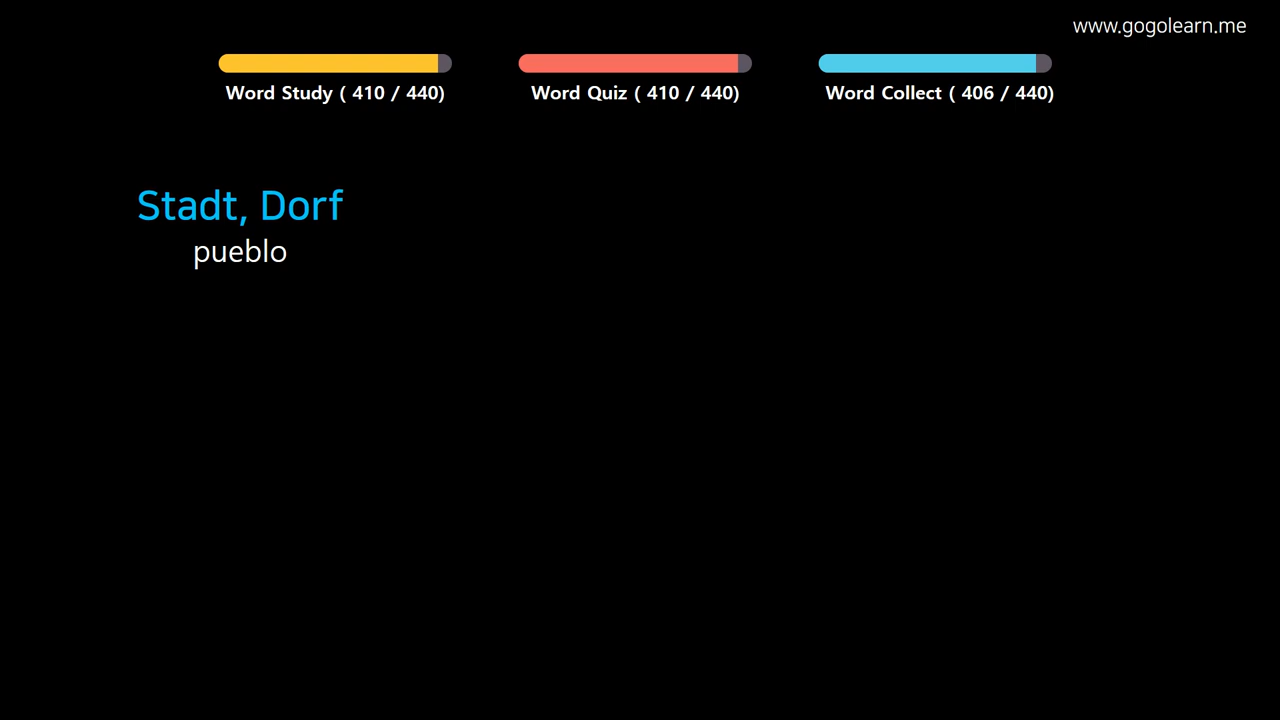 www.gogolearn.me
Word Study ( 410 / 440)
Word Quiz ( 410 / 440)
Word Collect ( 406 / 440)
Stadt, Dorf
pueblo